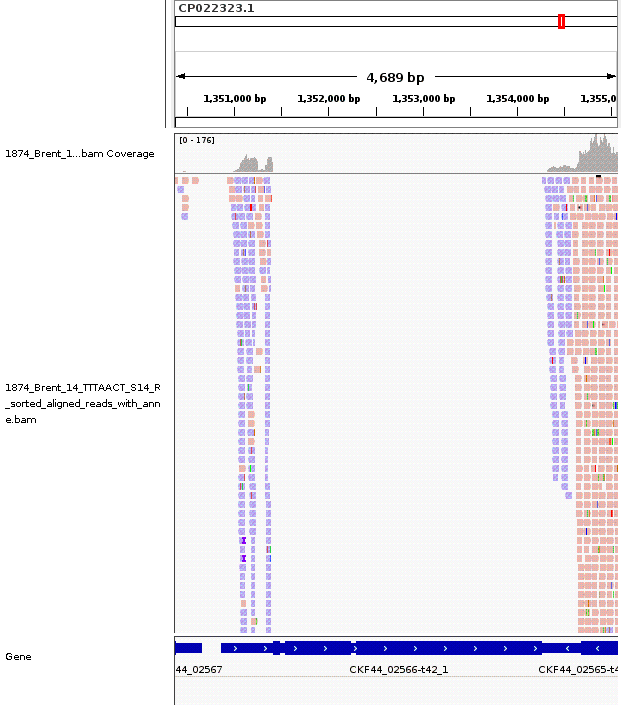 CP022323.1
4,689 bp
1,351,000 bp 1,352,000 bp 1,353,000 bp 1,354,000 bp 1,355,0
[0 - 176]
1874_Brent_1...bam Coverage
1874_Brent_14_TTTAACT_S14_R
_sorted_aligned_reads_with_ann
e.bam
Gene
44_02567 CKF44_02566-t42_1 CKF44_02565-t4